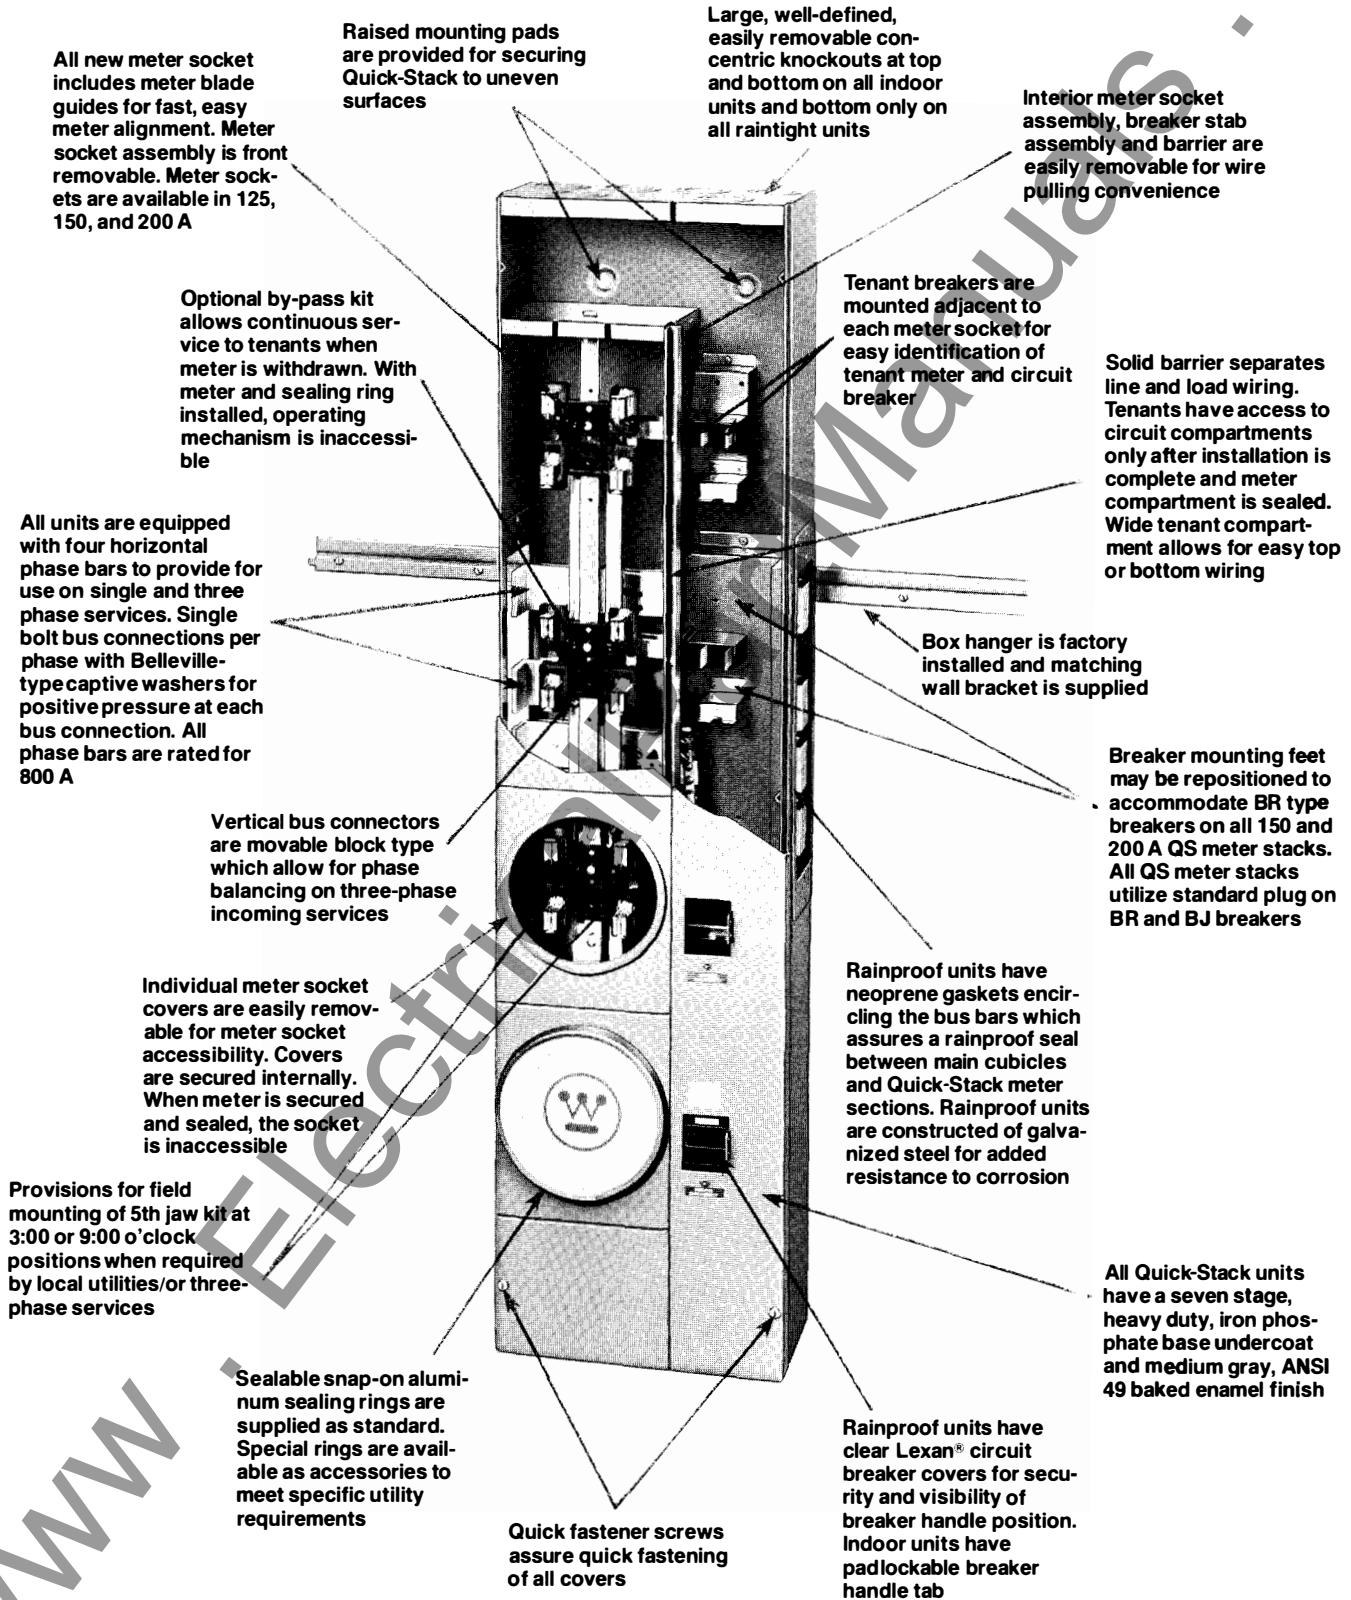 All new meter socket
includes meter blade
guides for fast, easy
meter alignment. Meter
socket assembly is front
removable. Meter sock-
ets are available in 125,
150, and 200 A
Raised mounting pads
are provided for securing
Quick-Stack to uneven
surfaces
Large, well-defined,
easily removable con-
centric knockouts at top
and bottom on all indoor
units and bottom only on
all raintight units
Interior meter socket
assembly, breaker stab
assembly and barrier are
easily removable for wire
pulling convenience
Optional by-pass kit
allows continuous ser-
vice to tenants when
meter is withdrawn. With
meter and sealing ring
installed, operating
mechanism is inaccessi-
ble
Tenant breakers are
mounted adjacent to
each meter socket for
easy identification of
tenant meter and circuit
breaker
Solid barrier separates
line and load wiring.
Tenants have access to
circuit compartments
only after installation is
complete and meter
compartment is sealed.
Wide tenant compart-
ment allows for easy top
or bottom wiring
All units are equipped
with four horizontal
phase bars to provide for
use on single and three
phase services. Single
bolt bus connections per
phase with Belleville-
type captive washers for
positive pressure at each
bus connection. All
phase bars are rated for
800 A
Box hanger is factory
installed and matching
wall bracket is supplied
Breaker mounting feet
may be repositioned to
accommodate BR type
breakers on all 150 and
200 A QS meter stacks.
All QS meter stacks
utilize standard plug on
BR and BJ breakers
Vertical bus connectors
are movable block type
which allow for phase
balancing on three-phase
incoming services
Individual meter socket
covers are easily remov-
able for meter socket
accessibility. Covers
are secured internally.
When meter is secured
and sealed, the socket
is inaccessible
Rainproof units have
neoprene gaskets encir-
cling the bus bars which
assures a rainproof seal
between main cubicles
and Quick-Stack meter
sections. Rainproof units
are constructed of galva-
nized steel for added
resistance to corrosion
Provisions for field
mounting of 5th jaw kit at
3:00 or 9:00 o'clock
positions when required
by local utilities/or three-
phase services
All Quick-Stack units
have a seven stage,
heavy duty, iron phos-
phate base undercoat
and medium gray, ANSI
49 baked enamel finish
Sealable snap-on alumi-
num sealing rings are
supplied as standard.
Special rings are avail-
able as accessories to
meet specific utility
requirements
Quick fastener screws
assure quick fastening
of all covers
Rainproof units have
clear Lexan® circuit
breaker covers for secu-
rity and visibility of
breaker handle position.
Indoor units have
padlockable breaker
handle tab
www . ElectricalPartManuals .